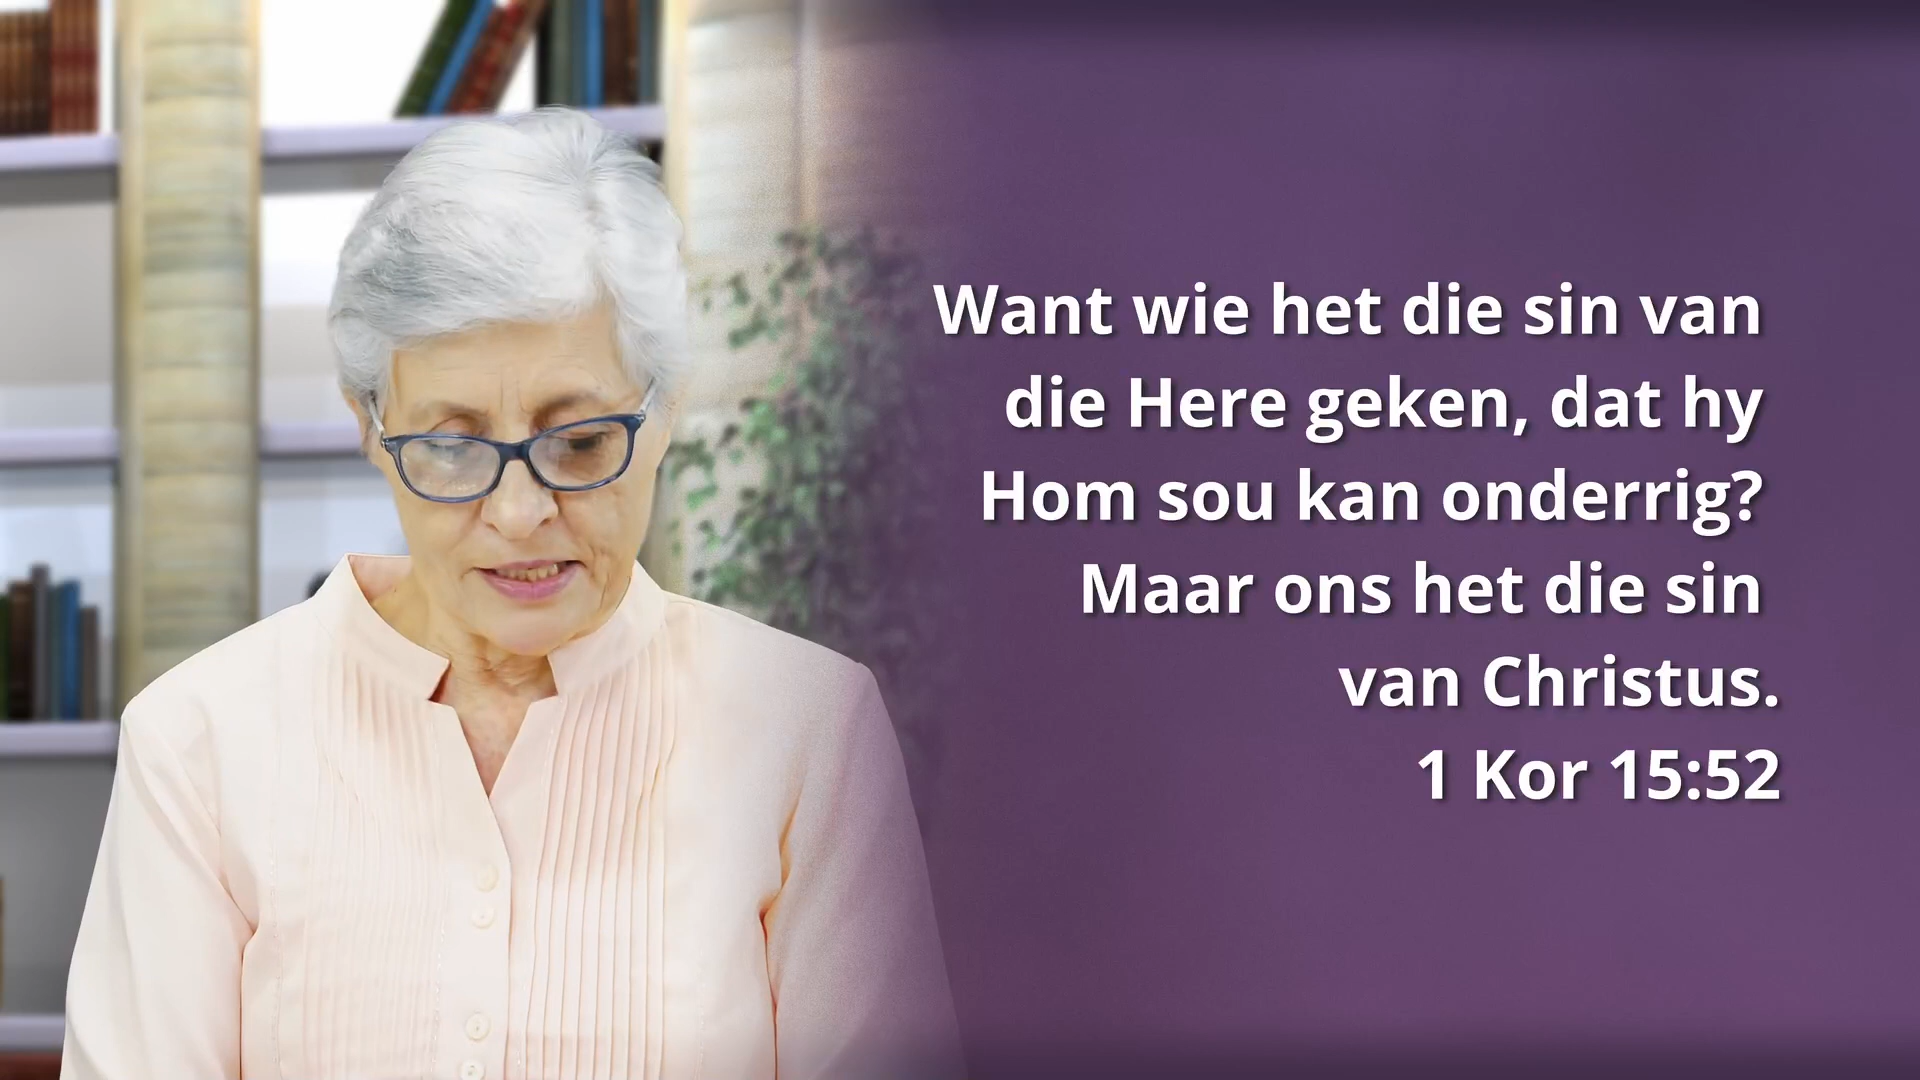 Want wie het die sin van
die Here geken, dat hy
Hom sou kan onderrig?
Maar ons het die sin
van Christus.
1 Kor 15:52